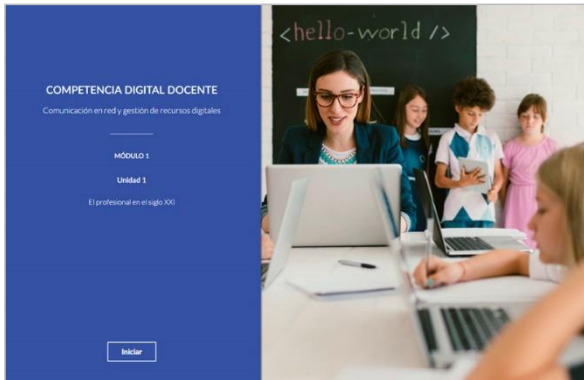 COMPETENCIA DIGITAL DOCENTE
Comunicación en red y gestión de recursos digitales
MÓDULO 1
Unidad 1
El profesional en el siglo XXI
Iniciar
<hello-world />